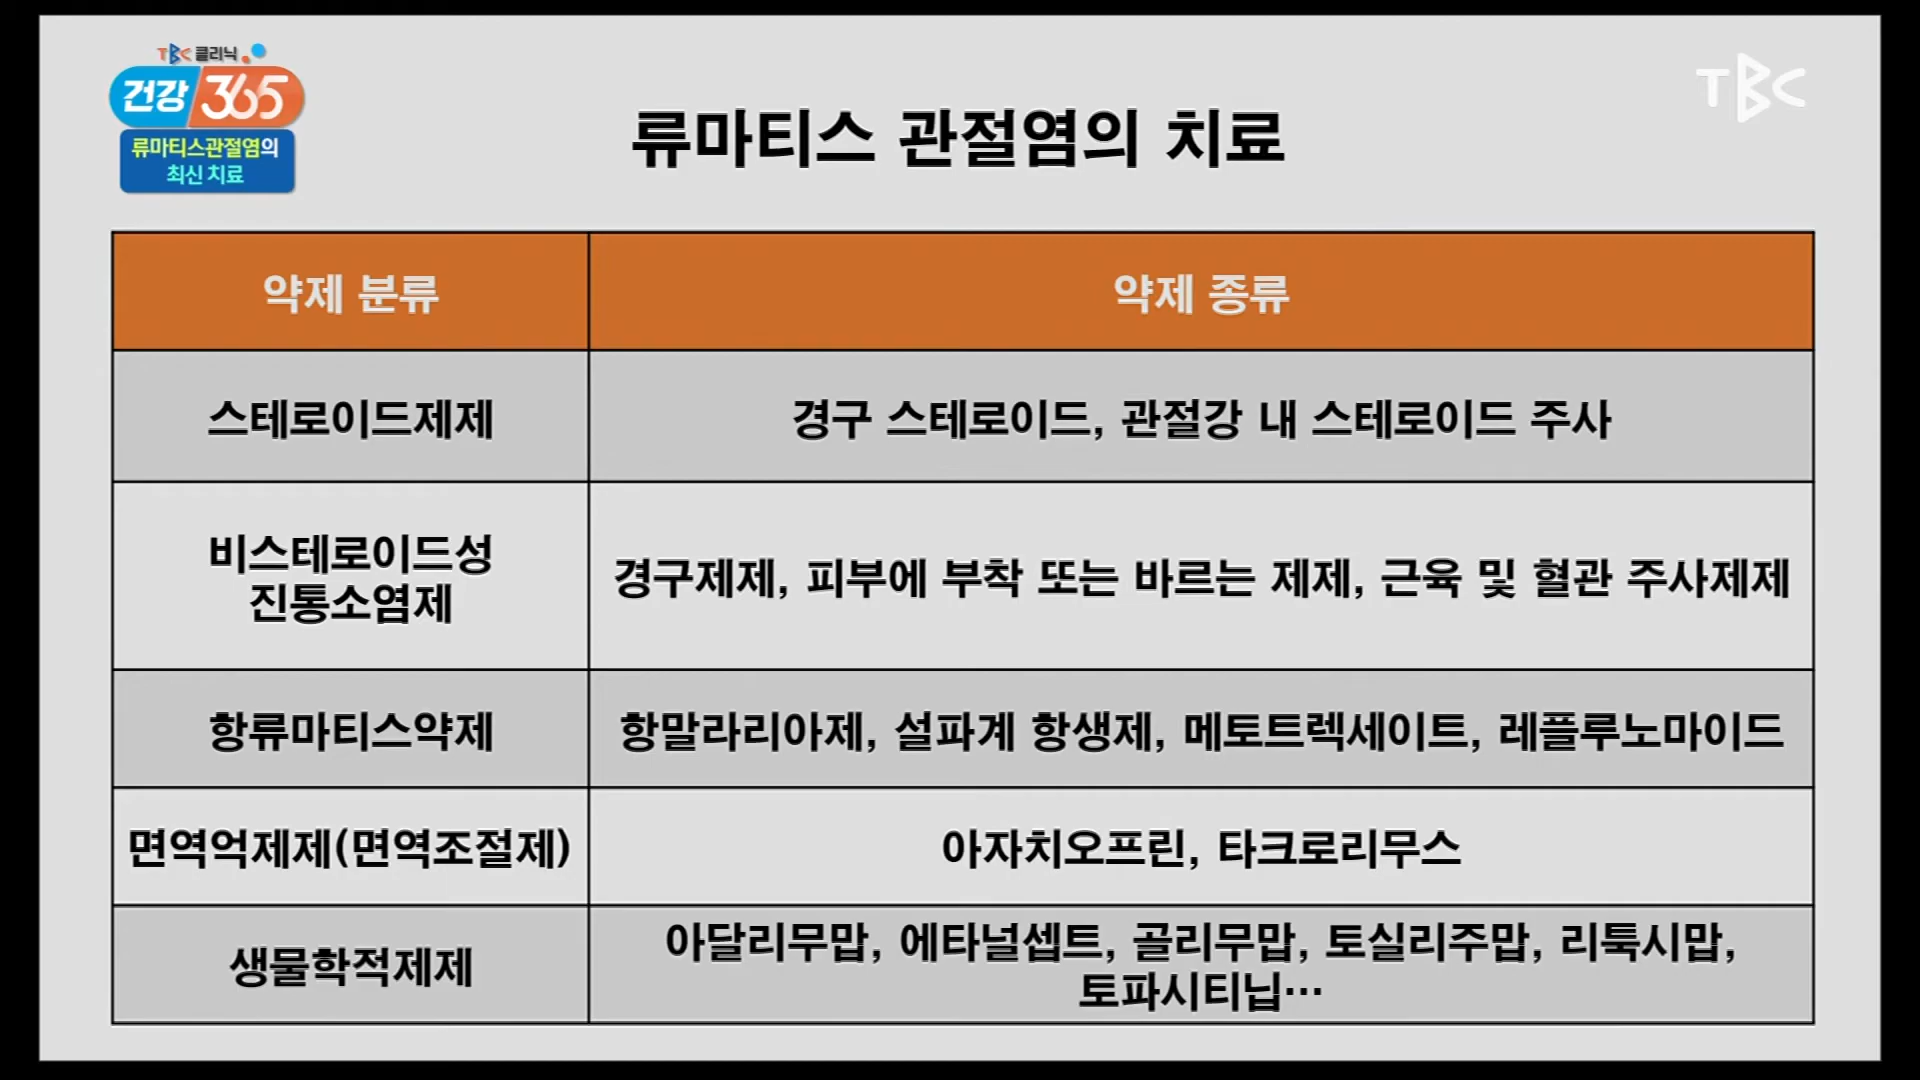 TBC 클리닉
건강 365
류마티스관절염의
최신 치료
TBC
류마티스 관절염의 치료
약제 분류
약제 종류
스테로이드제제
경구 스테로이드, 관절강 내 스테로이드 주사
비스테로이드성
진통소염제
경구제제, 피부에 부착 또는 바르는 제제, 근육 및 혈관 주사제제
항류마티스약제
항말라리아제, 설파계 항생제, 메토트렉세이트, 레플루노마이드
면역억제제(면역조절제)
아자치오프린, 타크로리무스
생물학적제제
아달리무맙, 에타널셉트, 골리무맙, 토실리주맙, 리툭시맙,
토파시티닙…